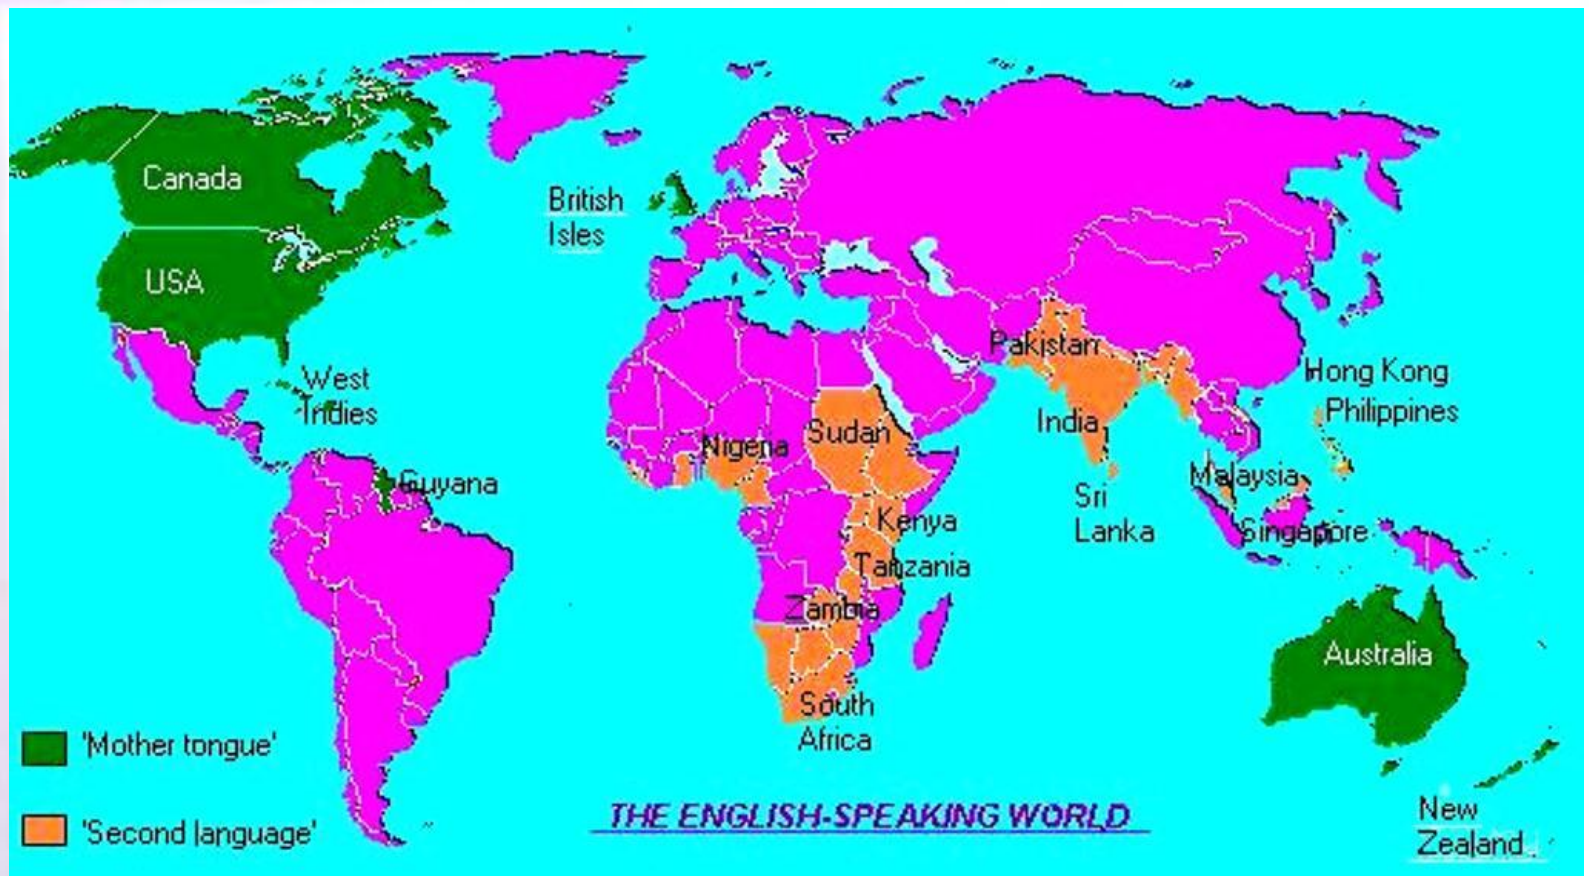 Canada
USA
British
Isles
West
Indies
Guyana
Nigeria
Sudan
Kenya
Tanzania
Zambia
South
Africa
Pakistan
India
Sri
Lanka
Hong Kong
Philippines
Malaysia
Singapore
Australia
New
Zealand
'Mother tongue'
'Second language'
THE ENGLISH-SPEAKING WORLD